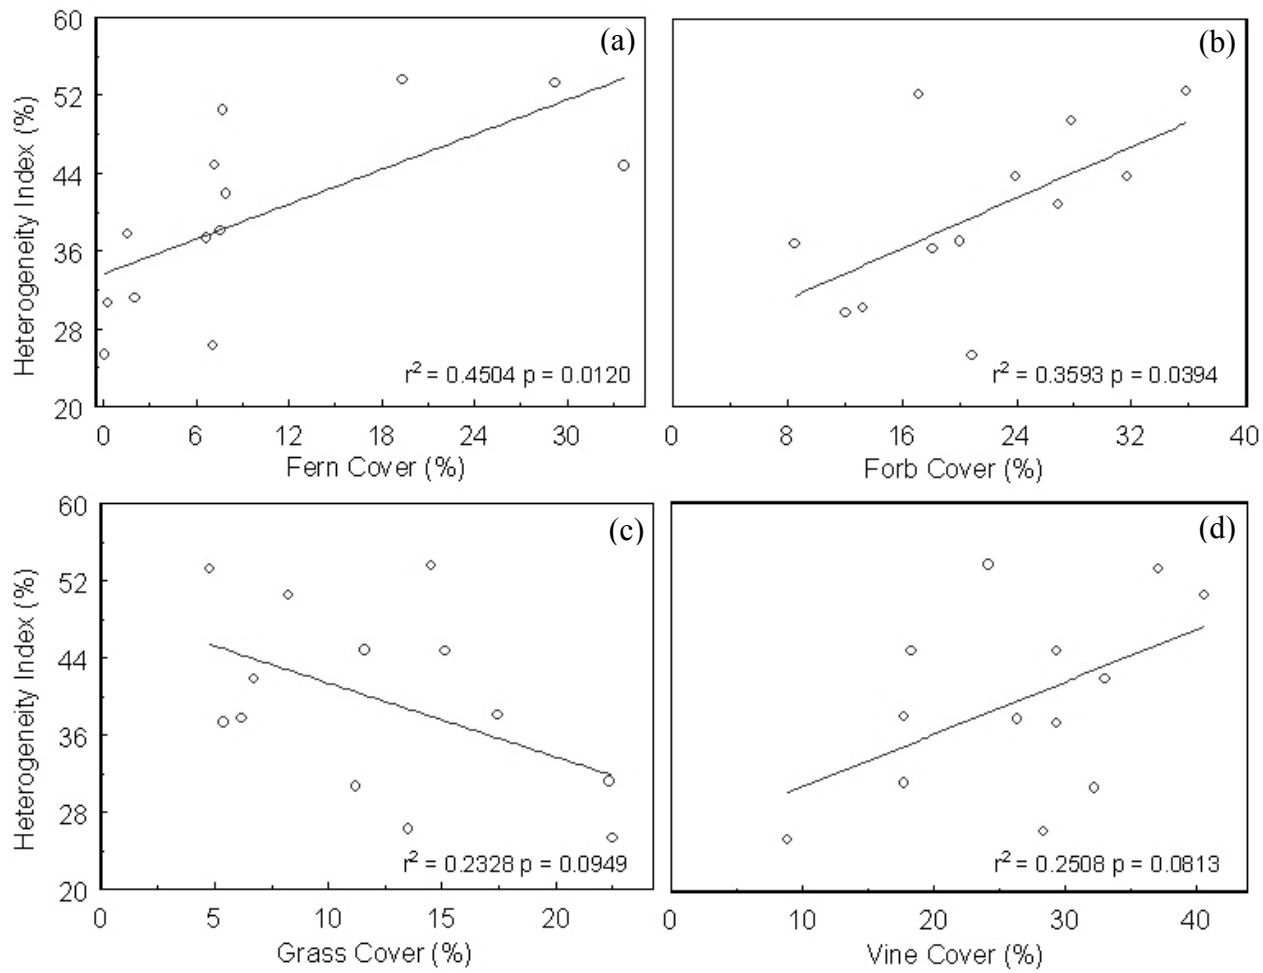 60
52
44
36
28
20
Heterogeneity Index (%)
(a)
r² = 0.4504 p = 0.0120
0 6 12 18 24 30
Fern Cover (%)
(b)
r² = 0.3593 p = 0.0394
0 8 16 24 32 40
Forb Cover (%)
60
52
44
36
28
20
Heterogeneity Index (%)
(c)
r² = 0.2328 p = 0.0949
0 5 10 15 20
Grass Cover (%)
(d)
r² = 0.2508 p = 0.0813
0 10 20 30 40
Vine Cover (%)